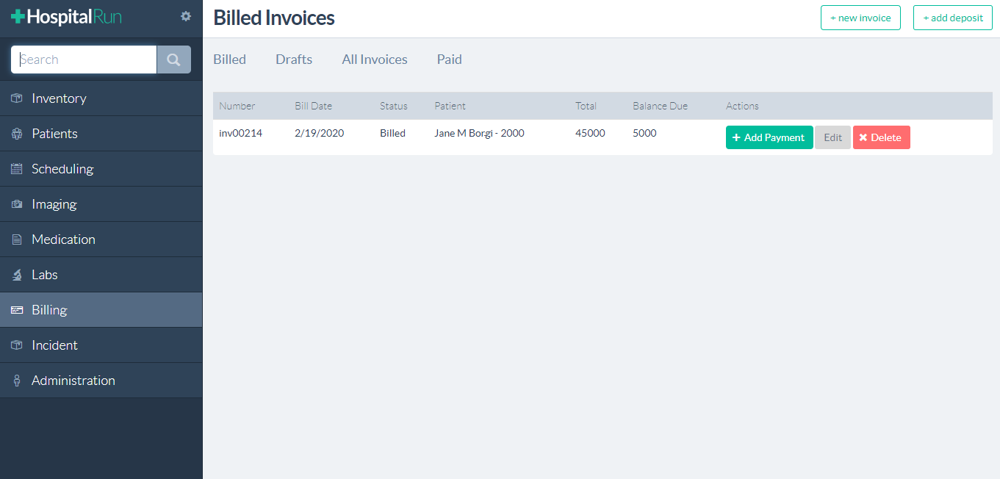 HospitalRun
Search
Inventory
Patients
Scheduling
Imaging
Medication
Labs
Billing
Incident
Administration
Billed Invoices
+ new invoice
+ add deposit
Billed Drafts All Invoices Paid
Number Bill Date Status Patient Total Balance Due Actions
inv00214 2/19/2020 Billed Jane M Borgi - 2000 45000 5000 + Add Payment Edit × Delete